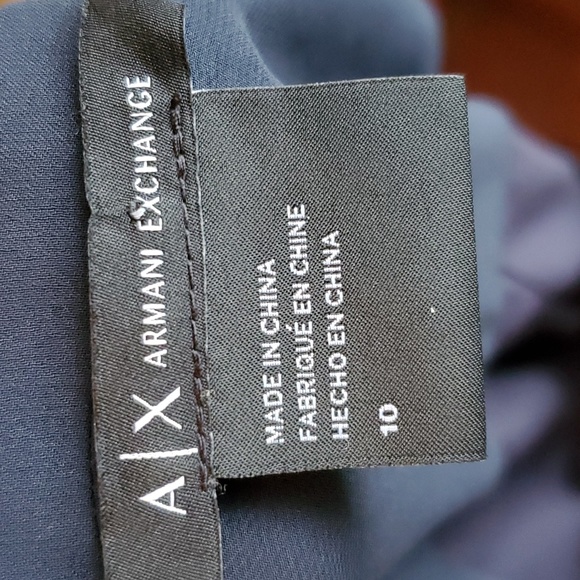 A|X ARMANI EXCHANGE
MADE IN CHINA
FABRIQUÉ EN CHINE
HECHO EN CHINA
10